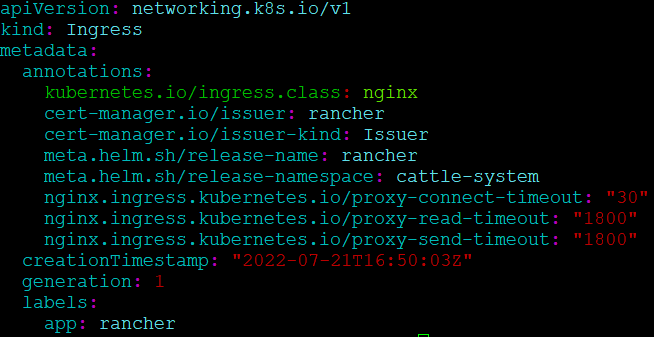 apiVersion: networking.k8s.io/v1
kind: Ingress
metadata:
  annotations:
    kubernetes.io/ingress.class: nginx
    cert-manager.io/issuer: rancher
    cert-manager.io/issuer-kind: Issuer
    meta.helm.sh/release-name: rancher
    meta.helm.sh/release-namespace: cattle-system
    nginx.ingress.kubernetes.io/proxy-connect-timeout: "30"
    nginx.ingress.kubernetes.io/proxy-read-timeout: "1800"
    nginx.ingress.kubernetes.io/proxy-send-timeout: "1800"
  creationTimestamp: "2022-07-21T16:50:03Z"
  generation: 1
  labels:
    app: rancher